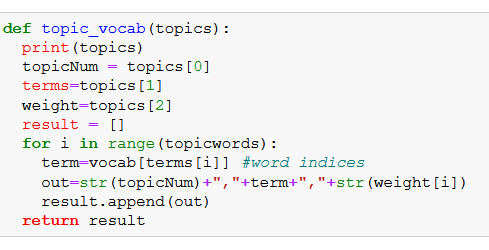 def topic_vocab(topics):
  print(topics)
  topicNum = topics[0]
  terms=topics[1]
  weight=topics[2]
  result = []
  for i in range(topicwords):
    term=vocab[terms[i]] #word indices
    out=str(topicNum)+","+term+","+str(weight[i])
    result.append(out)
  return result